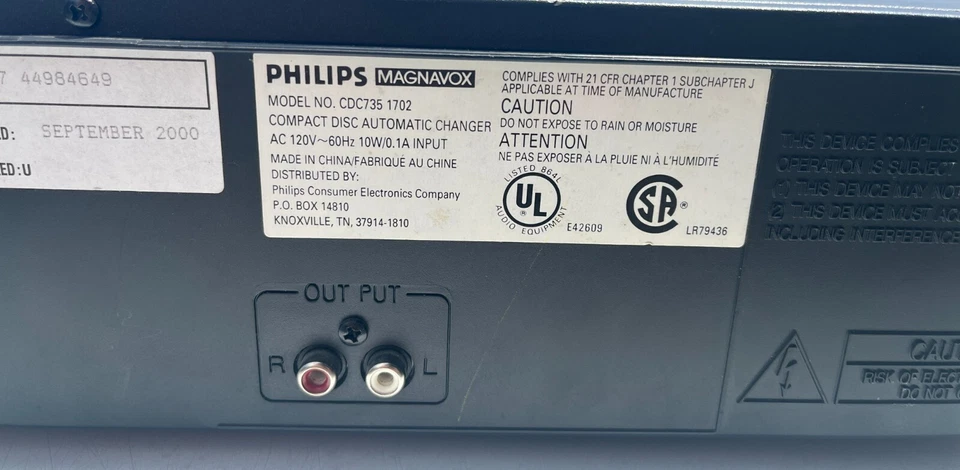 7 44984649
D: SEPTEMBER 2000
ED:U
PHILIPS MAGNAVOX
MODEL NO. CDC735 1702
COMPACT DISC AUTOMATIC CHANGER
AC 120V~60Hz 10W/0.1A INPUT
MADE IN CHINA/FABRIQUÉ AU CHINE
DISTRIBUTED BY:
Philips Consumer Electronics Company
P.O. BOX 14810
KNOXVILLE, TN, 37914-1810
COMPLIES WITH 21 CFR CHAPTER 1 SUBCHAPTER J
APPLICABLE AT TIME OF MANUFACTURE
CAUTION
DO NOT EXPOSE TO RAIN OR MOISTURE
ATTENTION
NE PAS EXPOSER À LA PLUIE NI À L'HUMIDITÉ
LISTED 864L
UL ®
AUDIO EQUIPMENT
E42609
SA ®
LR79436
THIS DEVICE COMPLIES
OPERATION IS SUBJECT
(1) THIS DEVICE MAY NOT
2) THIS DEVICE MUST AC
INCLUDING INTERFERENCE
OUT PUT
R L
CAUT
RISK OF ELECT
DO NOT O